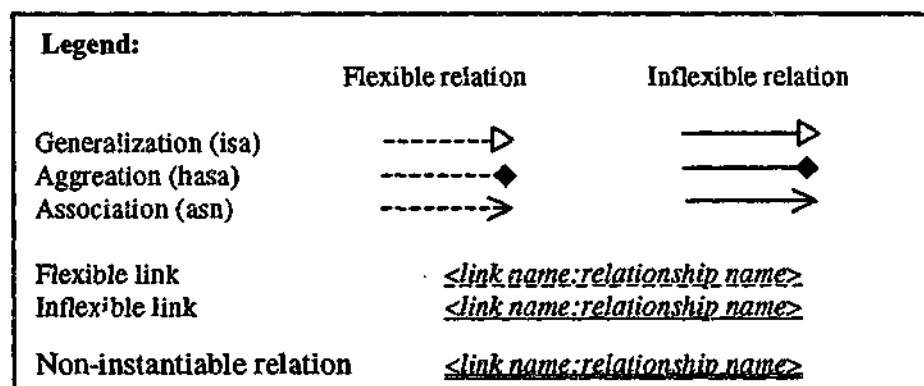 Legend:
Flexible relation Inflexible relation
Generalization (isa)
Aggreation (hasa)
Association (asn)
Flexible link <link name:relationship name>
Inflexible link <link name:relationship name>
Non-instantiable relation <link name:relationship name>